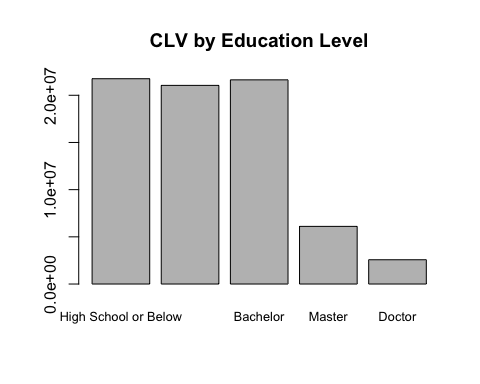 CLV by Education Level
2.0e+07
1.0e+07
0.0e+00
High School or Below Bachelor Master Doctor